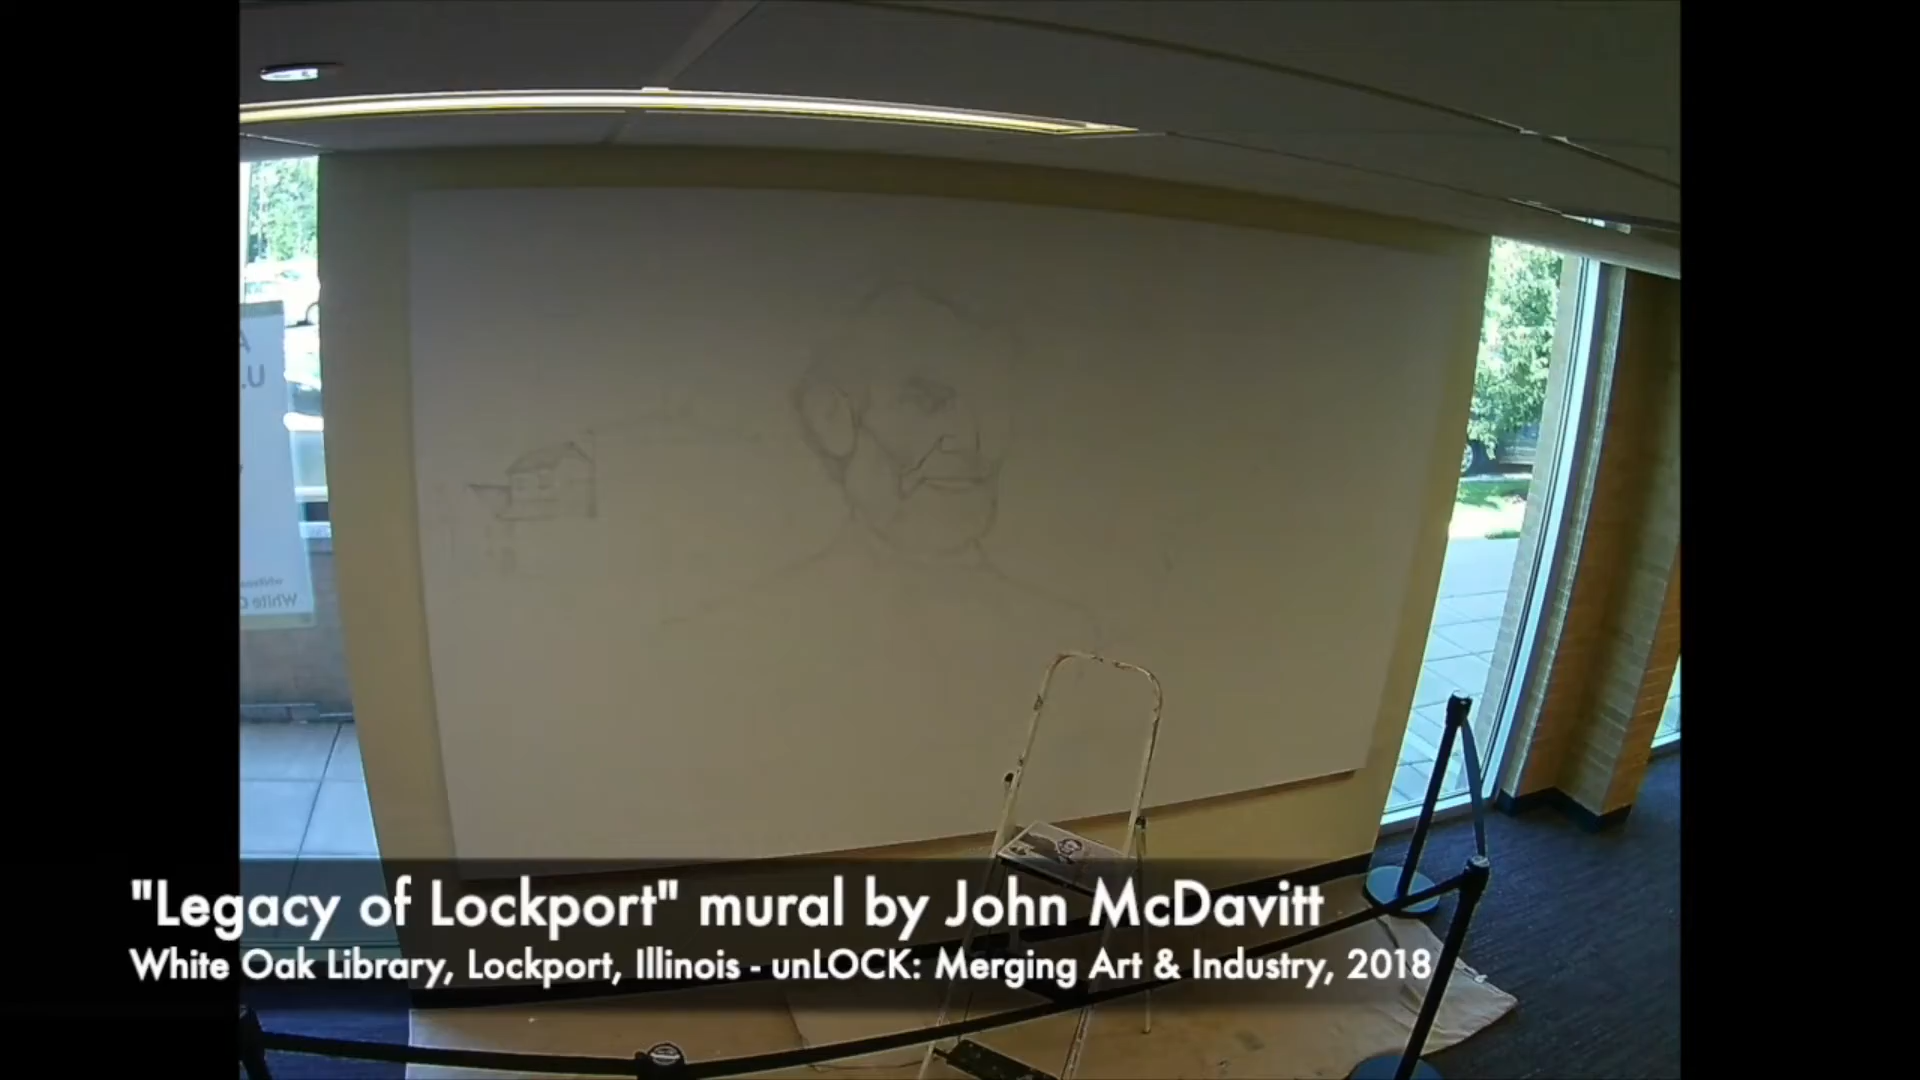 "Legacy of Lockport" mural by John McDavitt
White Oak Library, Lockport, Illinois - unLOCK: Merging Art & Industry, 2018